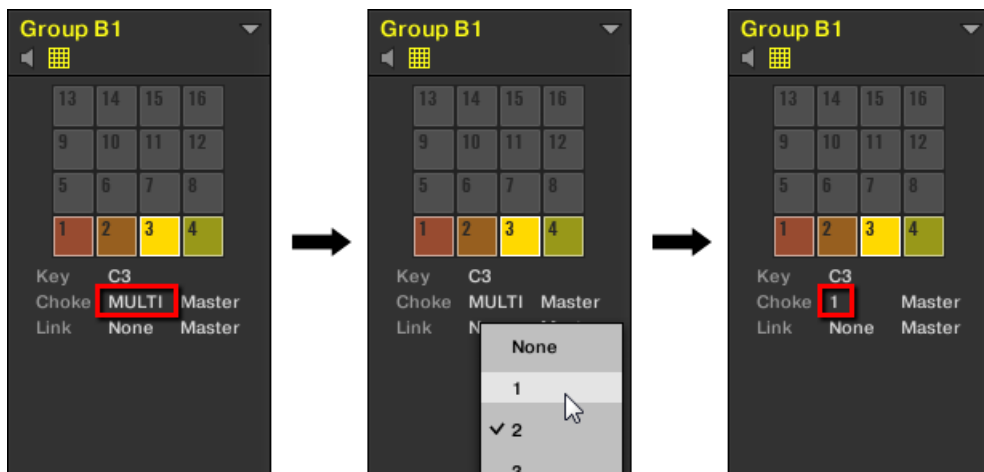 Group B1
13 14 15 16
9 10 11 12
5 6 7 8
1 2 3 4
Key C3
Choke MULTI Master
Link None Master
Group B1
13 14 15 16
9 10 11 12
5 6 7 8
1 2 3 4
Key C3
Choke MULTI Master
Link
None
1
2
Group B1
13 14 15 16
9 10 11 12
5 6 7 8
1 2 3 4
Key C3
Choke 1 Master
Link None Master